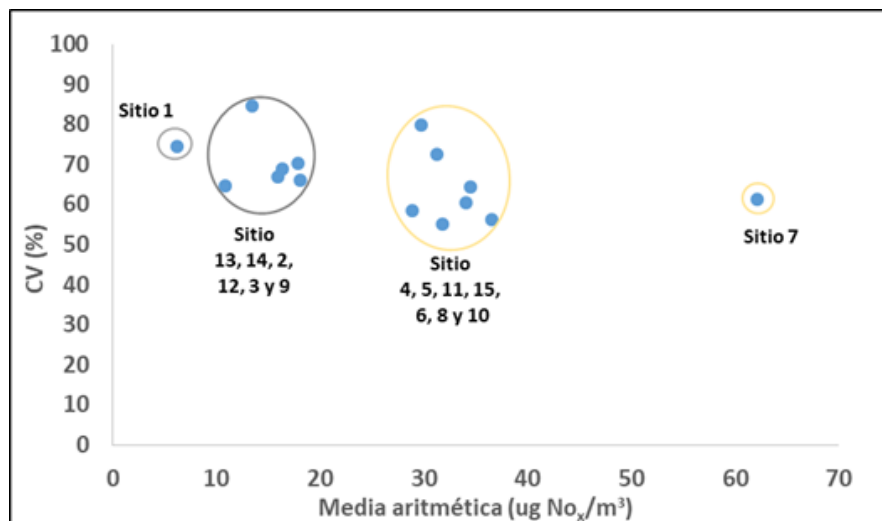 100
90
80
70
60
50
40
30
20
10
0
CV (%)
Sitio 1
Sitio
13, 14, 2,
12, 3 y 9
Sitio
4, 5, 11, 15,
6, 8 y 10
Sitio 7
0 10 20 30 40 50 60 70
Media aritmética (ug Noₓ/m³)